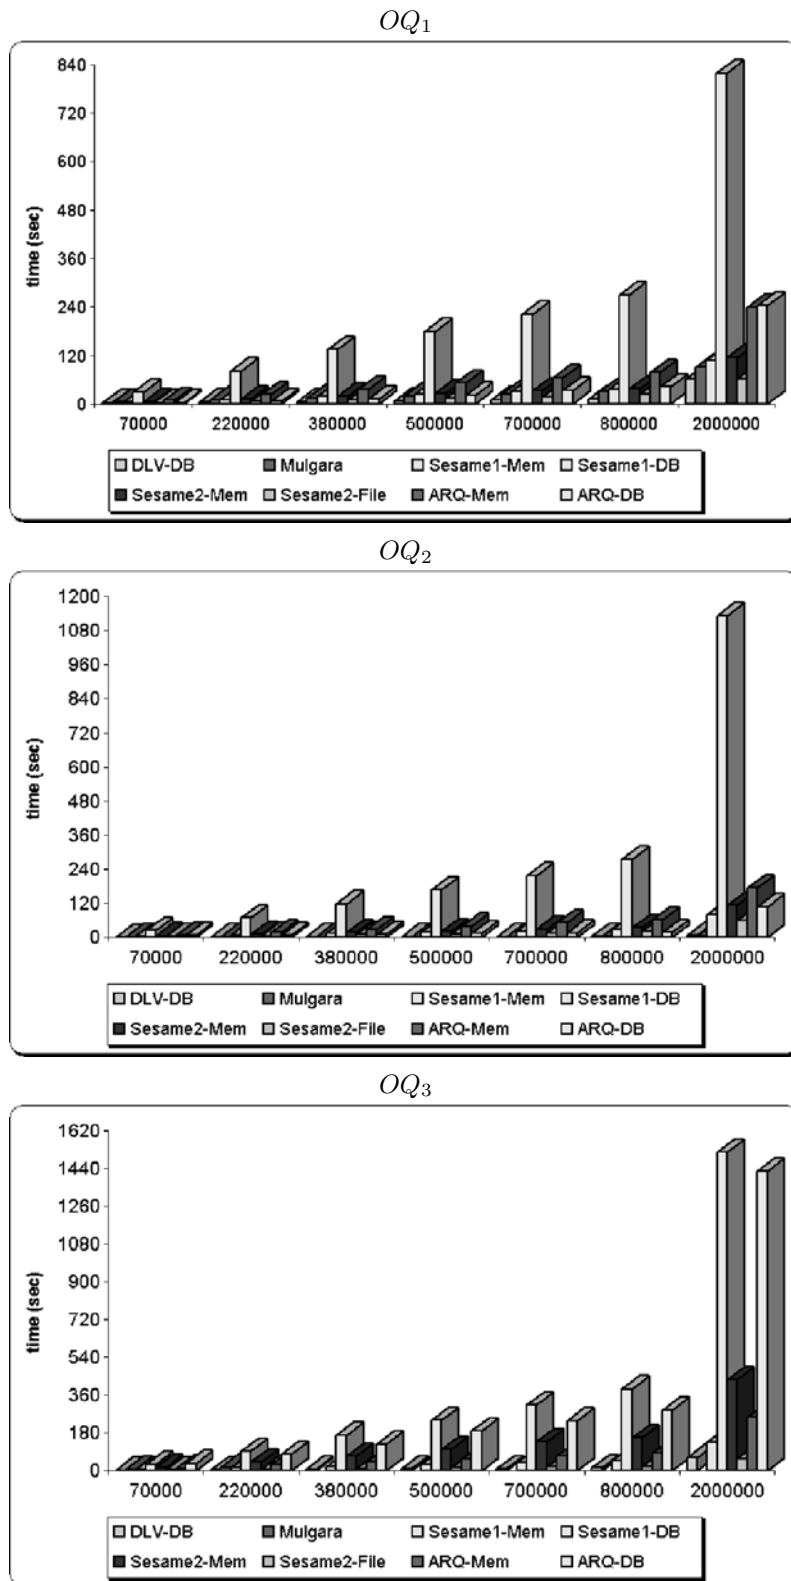 OQ1
840
720
600
480
360
240
120
0
time (sec)
70000 220000 380000 500000 700000 800000 2000000
DLV-DB Mulgara Sesame1-Mem Sesame1-DB
Sesame2-Mem Sesame2-File ARQ-Mem ARQ-DB
OQ2
1200
1080
960
840
720
600
480
360
240
120
0
time (sec)
70000 220000 380000 500000 700000 800000 2000000
DLV-DB Mulgara Sesame1-Mem Sesame1-DB
Sesame2-Mem Sesame2-File ARQ-Mem ARQ-DB
OQ3
1620
1440
1260
1080
900
720
540
360
180
0
time (sec)
70000 220000 380000 500000 700000 800000 2000000
DLV-DB Mulgara Sesame1-Mem Sesame1-DB
Sesame2-Mem Sesame2-File ARQ-Mem ARQ-DB